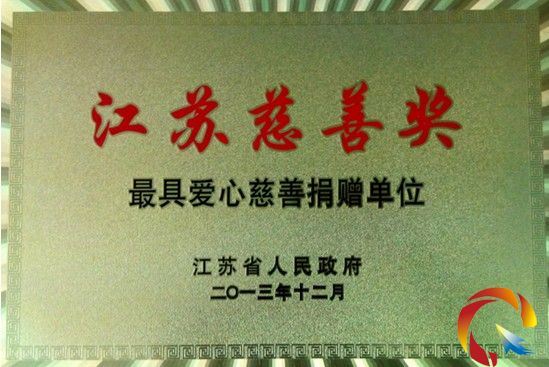 江苏慈善奖
最具爱心慈善捐赠单位
江苏省人民政府
二〇一三年十二月